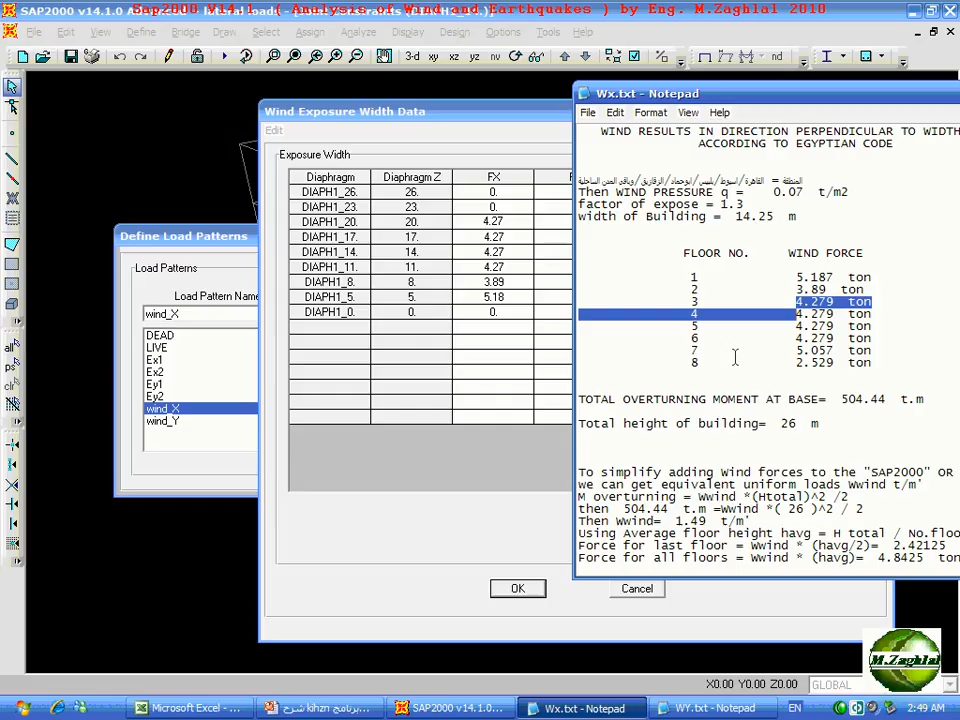 Sap2000 V14.1 ( Analysis of Wind and Earthquakes ) by Eng. M.Zaghlal 2010
File Edit View Define Bridge Draw Select Assign Analyze Display Design Options Tools Help
3-d xy xz yz nv nd
Wx.txt - Notepad
File Edit Format View Help
WIND RESULTS IN DIRECTION PERPENDICULAR TO WIDTH
ACCORDING TO EGYPTIAN CODE
Then WIND PRESSURE q = 0.07 t/m2
factor of expose = 1.3
width of Building = 14.25 m
FLOOR NO. WIND FORCE
1 5.187 ton
2 3.89 ton
3 4.279 ton
4 4.279 ton
5 4.279 ton
6 4.279 ton
7 5.057 ton
8 2.529 ton
TOTAL OVERTURNING MOMENT AT BASE= 504.44 t.m
Total height of building= 26 m
To simplify adding Wind forces to the "SAP2000" OR
we can get equivalent uniform loads Wwind t/m'
M overturning = Wwind *(Htotal)^2 /2
then 504.44 t.m =Wwind *( 26 )^2 / 2
Then Wwind= 1.49 t/m'
Using Average floor height havg = H total / No.floo
Force for last floor = Wwind * (havg/2)= 2.42125
Force for all floors = Wwind * (havg)= 4.8425 ton
Wind Exposure Width Data
Edit
Exposure Width
Diaphragm Diaphragm Z FX
DIAPH1_26. 26. 0.
DIAPH1_23. 23. 0.
DIAPH1_20. 20. 4.27
DIAPH1_17. 17. 4.27
DIAPH1_14. 14. 4.27
DIAPH1_11. 11. 4.27
DIAPH1_8. 8. 3.89
DIAPH1_5. 5. 5.18
DIAPH1_0. 0. 0.
OK Cancel
Define Load Patterns
Load Patterns
Load Pattern Name
wind_X
DEAD
LIVE
Ex1
Ex2
Ey1
Ey2
wind_X
wind_Y
all
ps
clr
M.Zaghlal
X0.00 Y0.00 Z0.00 GLOBAL
Microsoft Excel - ... برنامج kihzn شرح... SAP2000 v14.1.0... Wx.txt - Notepad WY.txt - Notepad EN 2:49 AM